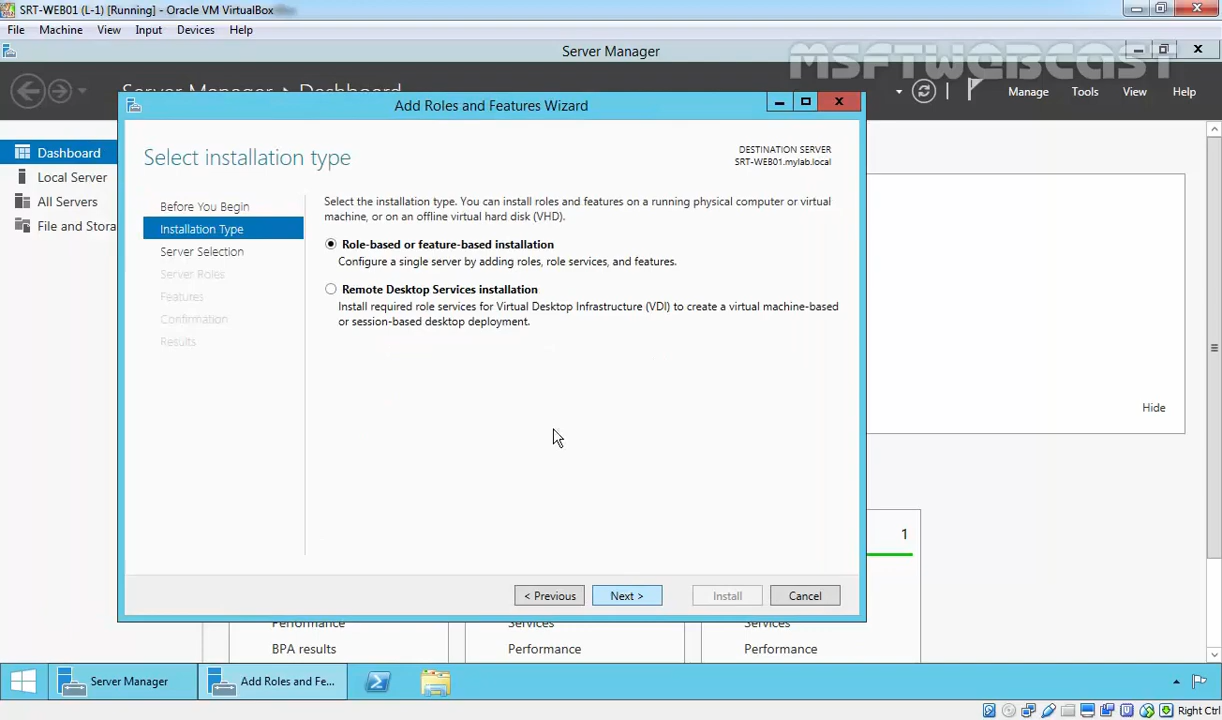 SRT-WEB01 (L-1) [Running] - Oracle VM VirtualBox
File Machine View Input Devices Help
Server Manager
MSFTWEBCAST
Server Manager Dashboard
Manage Tools View Help
Add Roles and Features Wizard
Dashboard
Local Server
All Servers
File and Stora
Select installation type
DESTINATION SERVER
SRT-WEB01.mylab.local
Before You Begin
Installation Type
Server Selection
Server Roles
Features
Confirmation
Results
Select the installation type. You can install roles and features on a running physical computer or virtual
machine, or on an offline virtual hard disk (VHD).
Role-based or feature-based installation
Configure a single server by adding roles, role services, and features.
Remote Desktop Services installation
Install required role services for Virtual Desktop Infrastructure (VDI) to create a virtual machine-based
or session-based desktop deployment.
Hide
1
< Previous Next > Install Cancel
Performance Services Services
BPA results Performance Performance
Server Manager Add Roles and Fe...
Right Ctrl